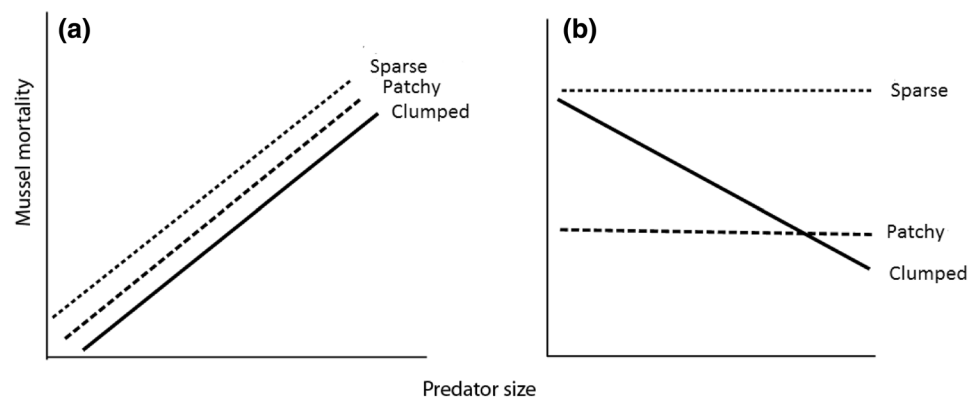 (a)
Sparse
Patchy
Clumped
Mussel mortality
(b)
Sparse
Patchy
Clumped
Predator size